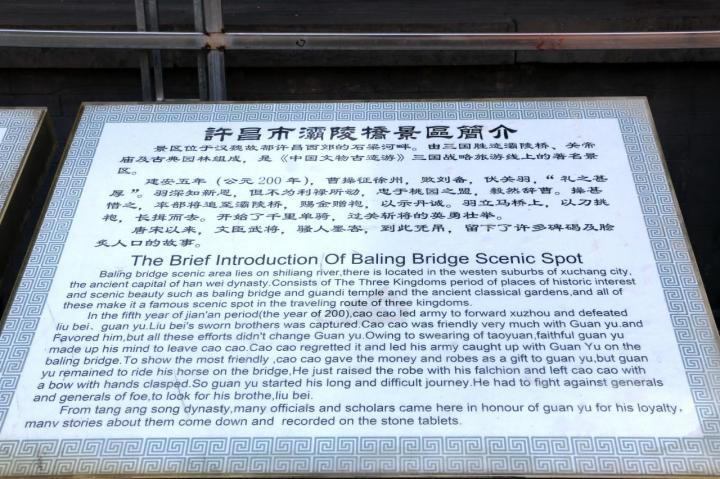 許昌市灞陵橋景區簡介
景区位于汉魏故都许昌西郊的石梁河畔。由三国胜迹灞陵桥、关帝
庙及古典园林组成，是《中国文物古迹游》三国战略旅游线上的著名景
区。
建安五年（公元200年），曹操征徐州，败刘备，伏关羽，“礼之甚
厚”。羽深知新恩，但不为利禄所动，忠于桃园之盟，毅然辞曹。操甚
惜之，率部将追至灞陵桥，赐金赠袍，以示丹诚。羽立马桥上，以刀挑
袍，长揖而去。开始了千里单骑，过关斩将的英勇壮举。
唐宋以来，文臣武将，骚人墨客，到此凭吊，留下了许多碑碣及脍
炙人口的故事。
The Brief Introduction Of Baling Bridge Scenic Spot
Baling bridge scenic area lies on shiliang river,there is located in the westen suburbs of xuchang city,
the ancient capital of han wei dynasty.Consists of The Three Kingdoms period of places of historic interest
and scenic beauty such as baling bridge and guandi temple and the ancient classical gardens,and all of
these make it a famous scenic spot in the traveling route of three kingdoms.
In the fifth year of jian'an period(the year of 200),cao cao led army to forward xuzhou and defeated
liu bei、guan yu.Liu bei's sworn brothers was captured.Cao cao was friendly very much with Guan yu.and
Favored him,but all these efforts didn't change Guan yu.Owing to swearing of taoyuan,faithful guan yu
made up his mind to leave cao cao.Cao cao regretted it and led his army caught up with Guan Yu on the
baling bridge.To show the most friendly ,cao cao gave the money and robes as a gift to guan yu,but guan
yu remained to ride his horse on the bridge,He just raised the robe with his falchion and left cao cao with
a bow with hands clasped.So guan yu started his long and difficult journey.He had to fight against generals
and generals of foe,to look for his brothe,liu bei.
From tang ang song dynasty,many officials and scholars came here in honour of guan yu for his loyalty,
many stories about them come down and recorded on the stone tablets.